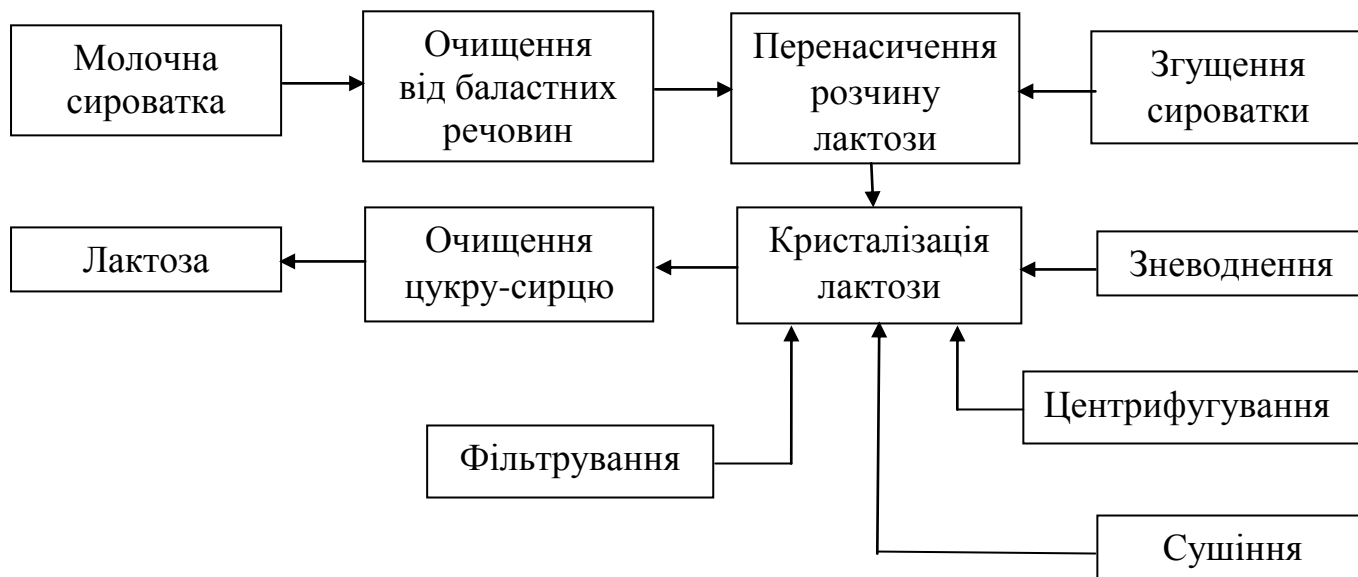 Молочна
сироватка
Очищення
від баластних
речовин
Перенасичення
розчину
лактози
Згущення
сироватки
Лактоза
Очищення
цукру-сирцю
Кристалізація
лактози
Зневоднення
Центрифугування
Фільтрування
Сушіння